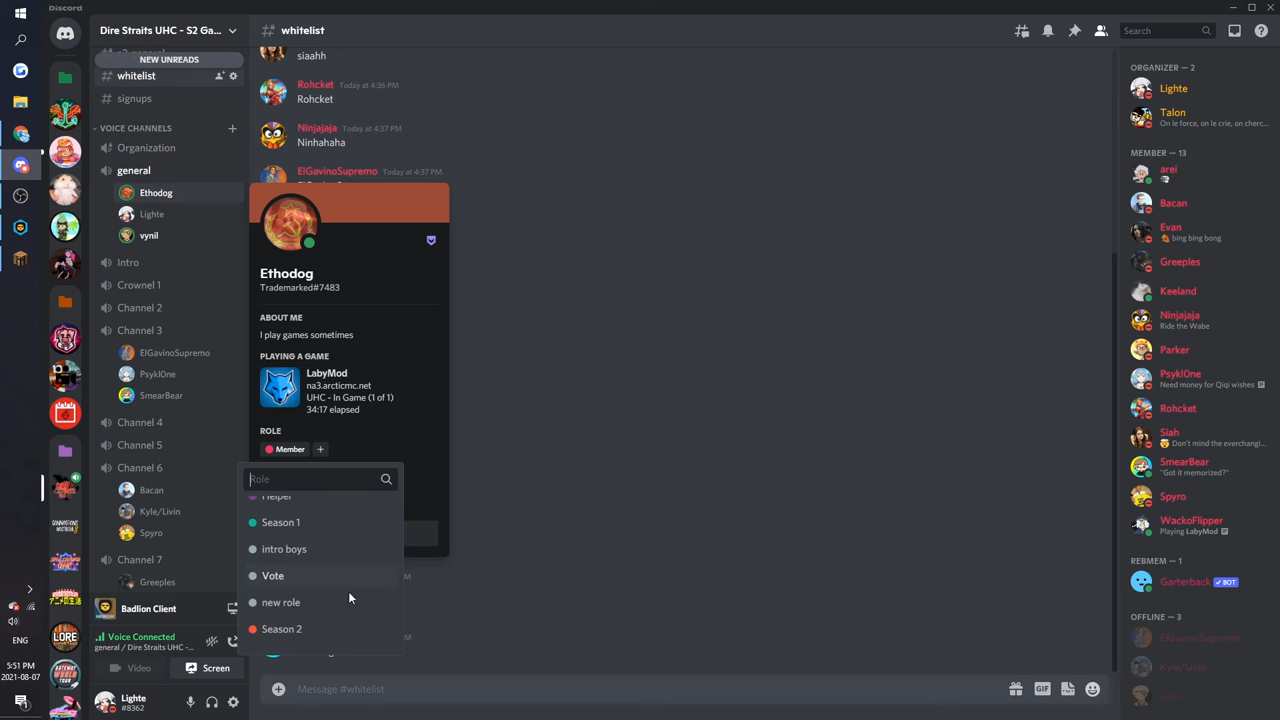 Discord
Dire Straits UHC - S2 Ga...
whitelist
Search
NEW UNREADS
whitelist
signups
VOICE CHANNELS
Organization
general
Ethodog
Lighte
vynil
Intro
Crownel 1
Channel 2
Channel 3
ElGavinoSupremo
PsyklOne
SmearBear
Channel 4
Channel 5
Channel 6
Bacan
Kyle/Livin
Spyro
Channel 7
Greeples
Badlion Client
Voice Connected
general / Dire Straits UHC -...
Video
Screen
Lighte
#8362
ENG
5:51 PM
2021-08-07
siaahh
Rohcket Today at 4:36 PM
Rohcket
Ninjajaja Today at 4:37 PM
Ninhahaha
ElGavinoSupremo Today at 4:37 PM
Ethodog
Trademarked#7483
ABOUT ME
I play games sometimes
PLAYING A GAME
LabyMod
na3.arcticmc.net
UHC - In Game (1 of 1)
34:17 elapsed
ROLE
Member
Role
Helper
Season 1
intro boys
Vote
new role
Season 2
Message #whitelist
GIF
ORGANIZER — 2
Lighte
Talon
On le force, on le crie, on cherc...
MEMBER — 13
arei
Bacan
Evan
bing bing bong
Greeples
Keeland
Ninjajaja
Ride the Wabe
Parker
PsyklOne
Need money for Qiqi wishes
Rohcket
Siah
Don't mind the everchangi...
SmearBear
"Got it memorized?"
Spyro
WackoFlipper
Playing LabyMod
REBMEM — 1
Garterback BOT
OFFLINE — 3
ElGavinoSupremo
Kyle/Livin